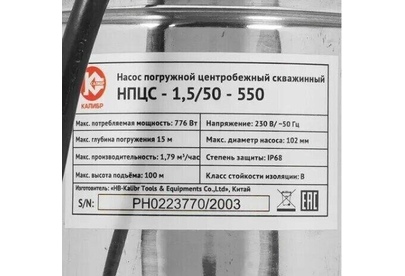 КАЛИБР
Насос погружной центробежный скважинный
НПЦС - 1,5/50 - 550
Макс. потребляемая мощность: 776 Вт
Напряжение: 230 В/~50 Гц
Макс. глубина погружения 15 м
Макс. диаметр насоса: 102 мм
Макс. производительность: 1,79 м³/час
Степень защиты: IP68
Макс. высота подъёма: 100 м
Класс стойкости изоляции: В
Изготовитель: «HB-Kalibr Tools & Equipments Co.,Ltd», Китай
S/N: PH0223770/2003
EAC